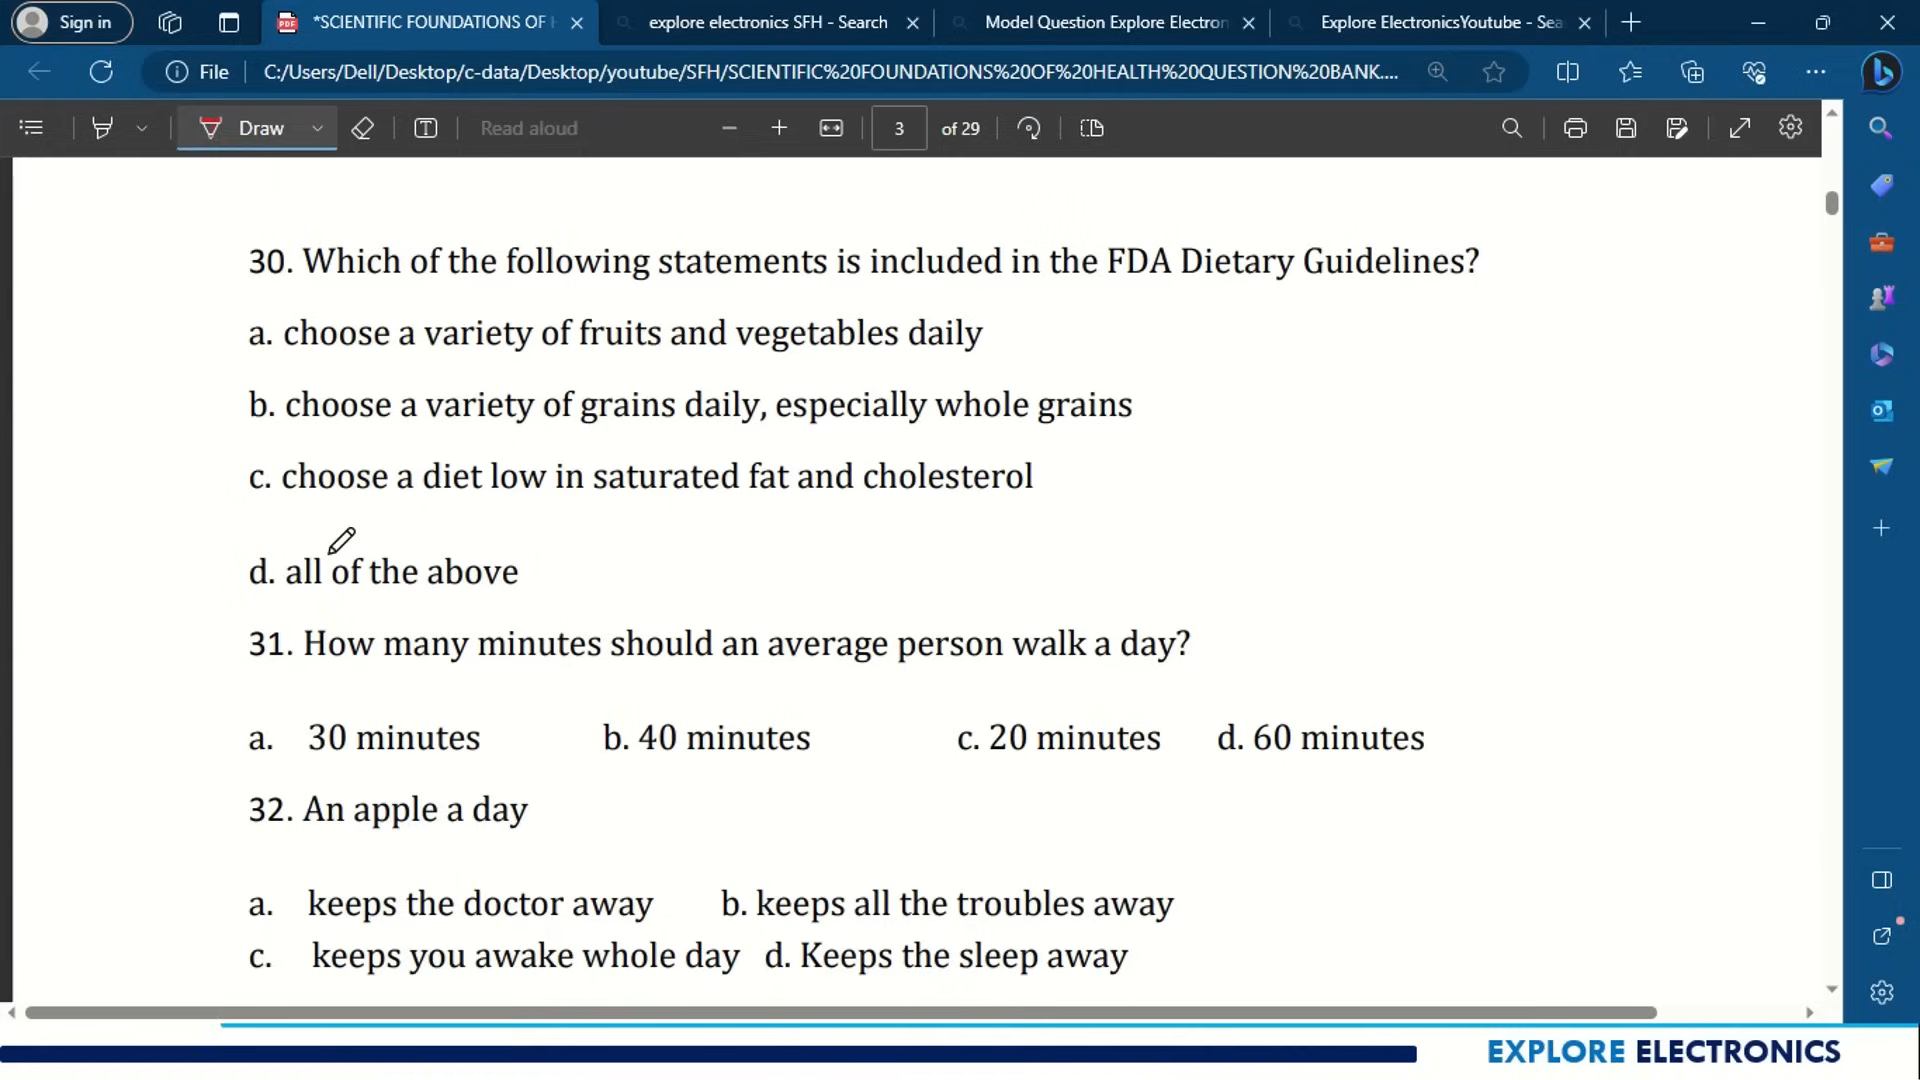 Sign in
*SCIENTIFIC FOUNDATIONS OF
explore electronics SFH - Search
Model Question Explore Electron
Explore ElectronicsYoutube - Sea
File
C:/Users/Dell/Desktop/c-data/Desktop/youtube/SFH/SCIENTIFIC%20FOUNDATIONS%20OF%20HEALTH%20QUESTION%20BANK....
Draw
Read aloud
3
of 29
30. Which of the following statements is included in the FDA Dietary Guidelines?
a. choose a variety of fruits and vegetables daily
b. choose a variety of grains daily, especially whole grains
c. choose a diet low in saturated fat and cholesterol
d. all of the above
31. How many minutes should an average person walk a day?
a. 30 minutes b. 40 minutes c. 20 minutes d. 60 minutes
32. An apple a day
a. keeps the doctor away b. keeps all the troubles away
c. keeps you awake whole day d. Keeps the sleep away
EXPLORE ELECTRONICS